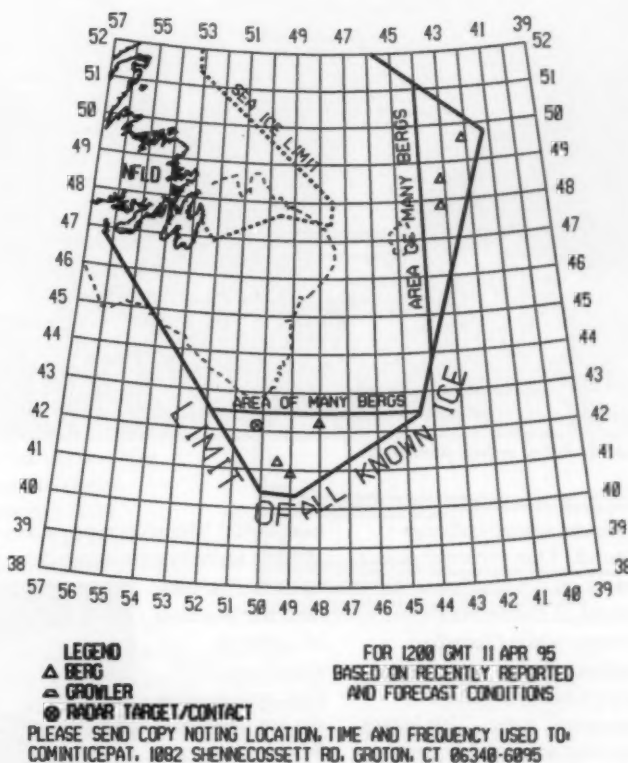 57 55 53 51 49 47 45 43 41 39
52 52
51 51
50 50
49 49
48 48
47 47
46 46
45 45
44 44
43 43
42 42
41 41
40 40
39 39
38 38
57 56 55 54 53 52 51 50 49 48 47 46 45 44 43 42 41 40 39
SEA ICE LIMIT
NFLD
AREA OF MANY BERGS
AREA OF MANY BERGS
LIMIT OF ALL KNOWN ICE
LEGEND
BERG
GROWLER
RADAR TARGET/CONTACT
FOR 1200 GMT 11 APR 95
BASED ON RECENTLY REPORTED
AND FORECAST CONDITIONS
PLEASE SEND COPY NOTING LOCATION, TIME AND FREQUENCY USED TO:
COMINTICEPAT, 1082 SHENNECOSSETT RD, GROTON, CT 06340-6095